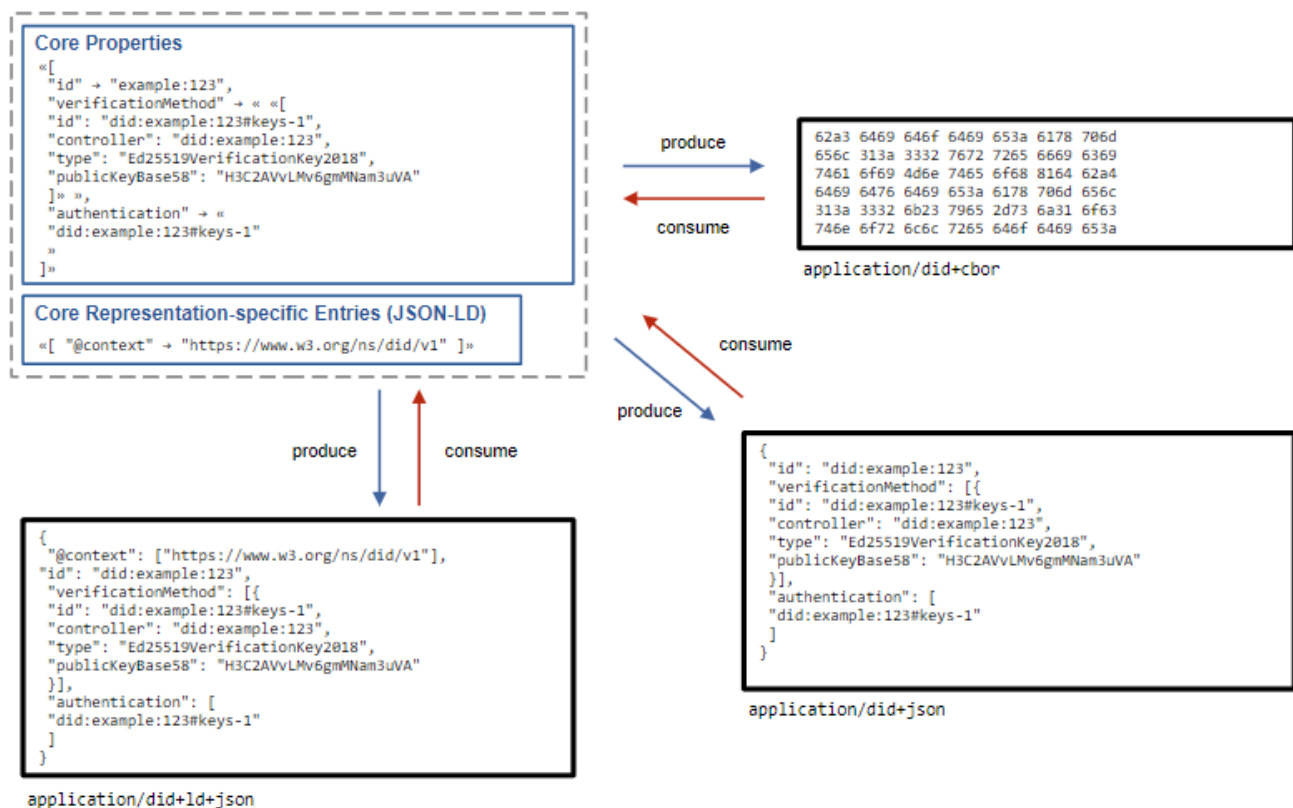 Core Properties
«[
"id" → "example:123",
"verificationMethod" → « «[
"id": "did:example:123#keys-1",
"controller": "did:example:123",
"type": "Ed25519VerificationKey2018",
"publicKeyBase58": "H3C2AVvLMv6gmMNam3uVA"
]» »,
"authentication" → «
"did:example:123#keys-1"
»
]»
Core Representation-specific Entries (JSON-LD)
«[ "@context" → "https://www.w3.org/ns/did/v1" ]»
produce
consume
62a3 6469 646f 6469 653a 6178 706d
656c 313a 3332 7672 7265 6669 6369
7461 6f69 4d6e 7465 6f68 8164 62a4
6469 6476 6469 653a 6178 706d 656c
313a 3332 6b23 7965 2d73 6a31 6f63
746e 6f72 6c6c 7265 646f 6469 653a
application/did+cbor
consume
produce
{
"id": "did:example:123",
"verificationMethod": [{
"id": "did:example:123#keys-1",
"controller": "did:example:123",
"type": "Ed25519VerificationKey2018",
"publicKeyBase58": "H3C2AVvLMv6gmMNam3uVA"
}],
"authentication": [
"did:example:123#keys-1"
]
}
application/did+json
produce
consume
{
"@context": ["https://www.w3.org/ns/did/v1"],
"id": "did:example:123",
"verificationMethod": [{
"id": "did:example:123#keys-1",
"controller": "did:example:123",
"type": "Ed25519VerificationKey2018",
"publicKeyBase58": "H3C2AVvLMv6gmMNam3uVA"
}],
"authentication": [
"did:example:123#keys-1"
]
}
application/did+ld+json